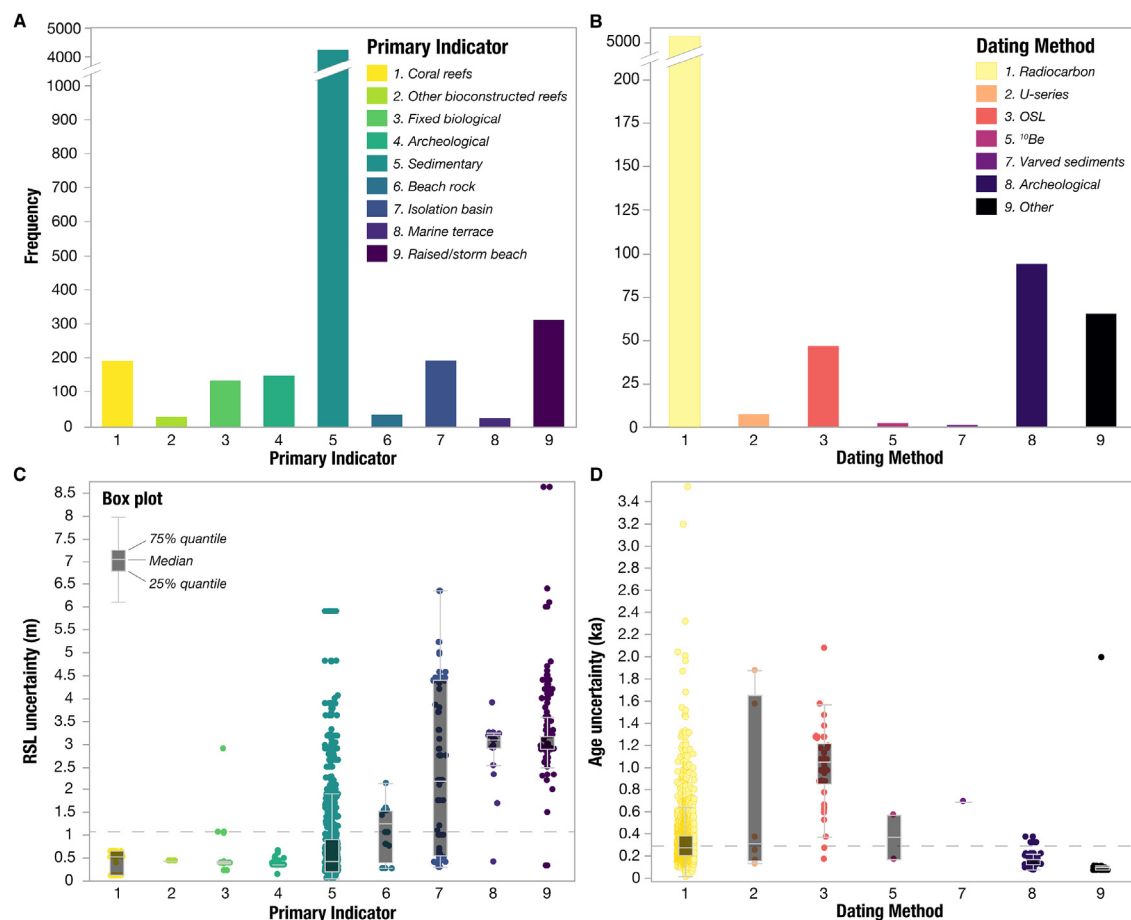 A
Frequency
4000
5000
1000
900
800
700
600
500
400
300
200
100
0
Primary Indicator
1. Coral reefs
2. Other bioconstructed reefs
3. Fixed biological
4. Archeological
5. Sedimentary
6. Beach rock
7. Isolation basin
8. Marine terrace
9. Raised/storm beach
1 2 3 4 5 6 7 8 9
Primary Indicator
B
5000
200
175
150
125
100
75
50
25
0
Dating Method
1. Radiocarbon
2. U-series
3. OSL
5. ¹⁰Be
7. Varved sediments
8. Archeological
9. Other
1 2 3 5 7 8 9
Dating Method
C
RSL uncertainty (m)
8.5
8
7.5
7
6.5
6
5.5
5
4.5
4
3.5
3
2.5
2
1.5
1
0.5
0
Box plot
75% quantile
Median
25% quantile
1 2 3 4 5 6 7 8 9
Primary Indicator
D
Age uncertainty (ka)
3.4
3.2
3.0
2.8
2.6
2.4
2.2
2.0
1.8
1.6
1.4
1.2
1.0
0.8
0.6
0.4
0.2
0
1 2 3 5 7 8 9
Dating Method